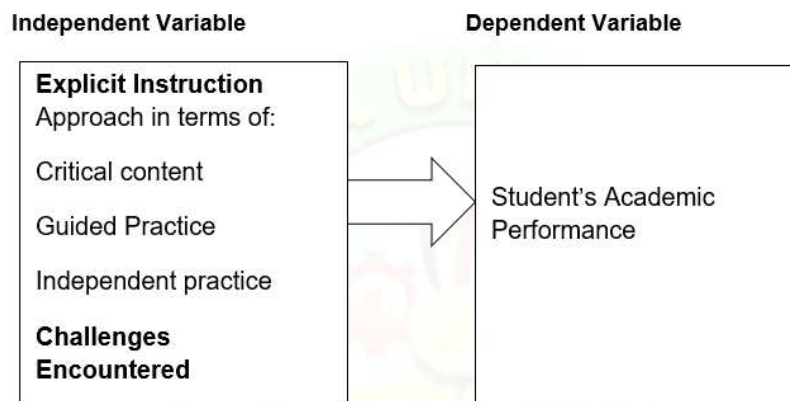 Independent Variable
Dependent Variable
Explicit Instruction
Approach in terms of:
Critical content
Guided Practice
Independent practice
Challenges
Encountered
Student’s Academic
Performance